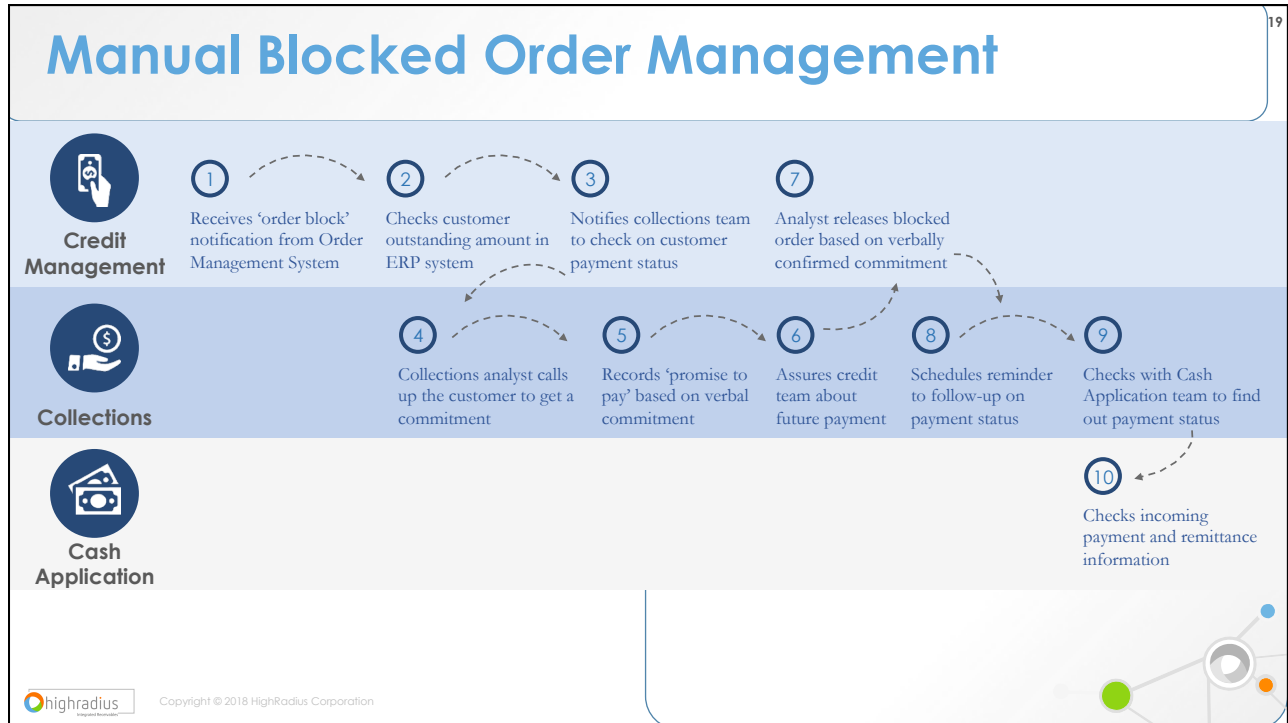 19
Manual Blocked Order Management
Credit
Management
1
Receives ‘order block’
notification from Order
Management System
2
Checks customer
outstanding amount in
ERP system
3
Notifies collections team
to check on customer
payment status
7
Analyst releases blocked
order based on verbally
confirmed commitment
Collections
4
Collections analyst calls
up the customer to get a
commitment
5
Records ‘promise to
pay’ based on verbal
commitment
6
Assures credit
team about
future payment
8
Schedules reminder
to follow-up on
payment status
9
Checks with Cash
Application team to find
out payment status
Cash
Application
10
Checks incoming
payment and remittance
information
highradius
Integrated Receivables
Copyright © 2018 HighRadius Corporation